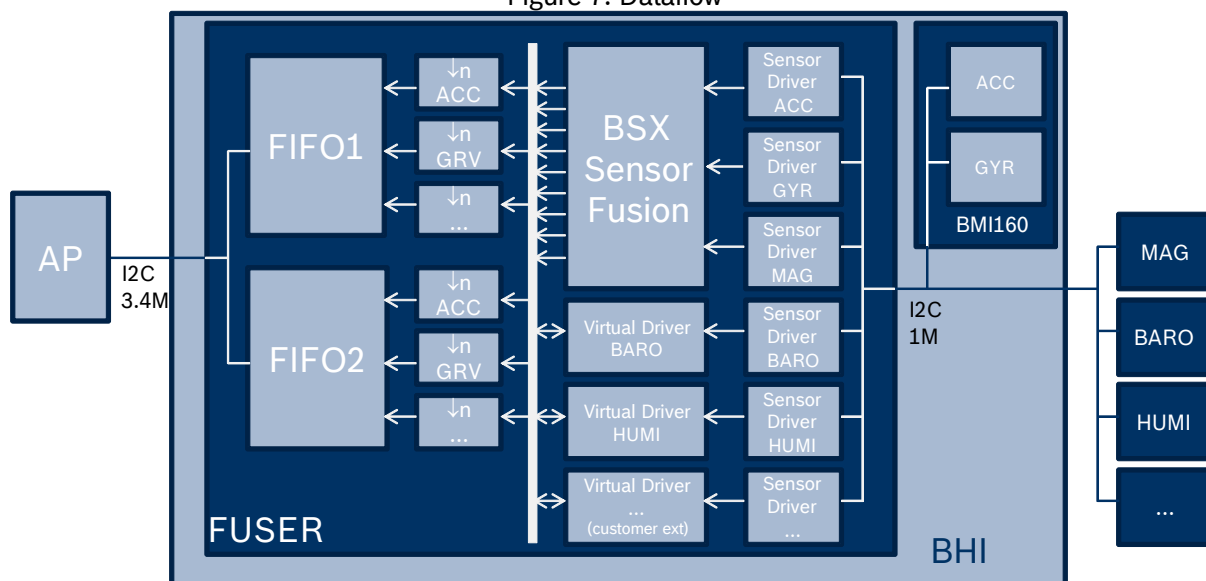 Figure 7: Dataflow
AP
I2C
3.4M
FIFO1
FIFO2
↓n
ACC
↓n
GRV
↓n
...
↓n
ACC
↓n
GRV
↓n
...
BSX
Sensor
Fusion
Virtual Driver
BARO
Virtual Driver
HUMI
Virtual Driver
...
(customer ext)
Sensor
Driver
ACC
Sensor
Driver
GYR
Sensor
Driver
MAG
Sensor
Driver
BARO
Sensor
Driver
HUMI
Sensor
Driver
...
FUSER
ACC
GYR
BMI160
I2C
1M
BHI
MAG
BARO
HUMI
...